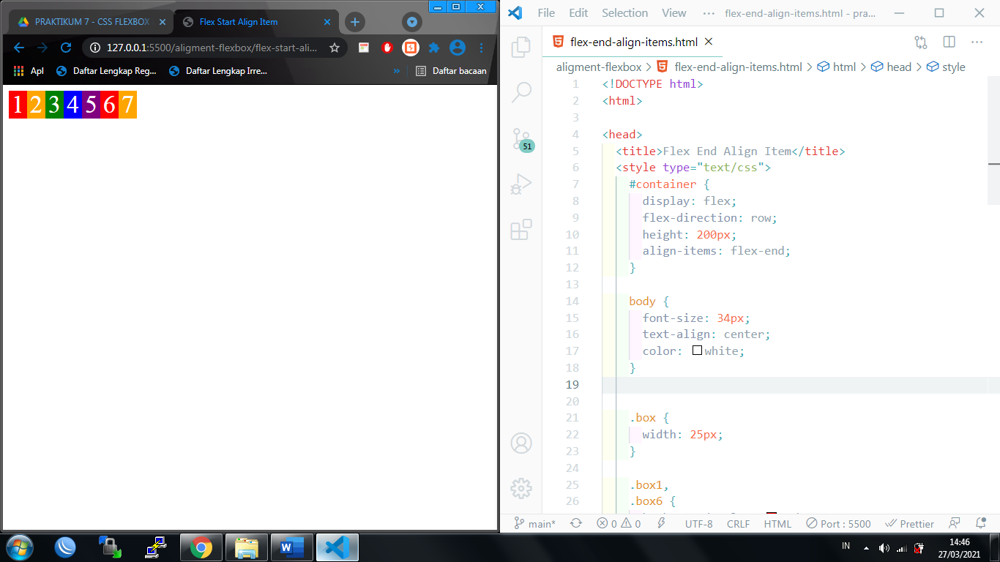 PRAKTIKUM 7 - CSS FLEXBOX
Flex Start Align Item
127.0.0.1:5500/aligment-flexbox/flex-start-ali...
Apl
Daftar Lengkap Reg...
Daftar Lengkap Irre...
»
Daftar bacaan
1 2 3 4 5 6 7
File Edit Selection View ··· flex-end-align-items.html - pra...
flex-end-align-items.html
aligment-flexbox > flex-end-align-items.html > html > head > style
51
1 <!DOCTYPE html>
2 <html>
3
4 <head>
5 <title>Flex End Align Item</title>
6 <style type="text/css">
7 #container {
8 display: flex;
9 flex-direction: row;
10 height: 200px;
11 align-items: flex-end;
12 }
13
14 body {
15 font-size: 34px;
16 text-align: center;
17 color: white;
18 }
19
20
21 .box {
22 width: 25px;
23 }
24
25 .box1,
26 .box6 {
main* 0 0 UTF-8 CRLF HTML Port : 5500 Prettier
IN
14:46
27/03/2021